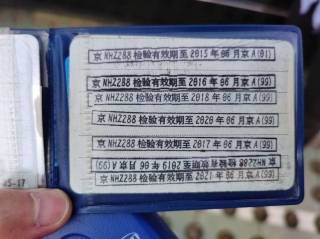 京 NHZ288 检验有效期至 2015 年 06 月京 A(01)
京 NHZ288 检验有效期至 2016 年 06 月京 A(99)
京 NHZ288 检验有效期至 2018 年 06 月京 A(99)
京 NHZ288 检验有效期至 2020 年 06 月京 A(99)
京 NHZ288 检验有效期至 2017 年 06 月京 A(99)
京 NHZ288 检验有效期至 2019 年 06 月京 A(99)
京 NHZ288 检验有效期至 2021 年 06 月京 A(99)